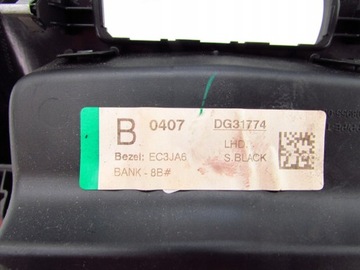 B 0407 DG31774
Bezel: EC3JA6 LHD
S.BLACK
BANK - 8B#